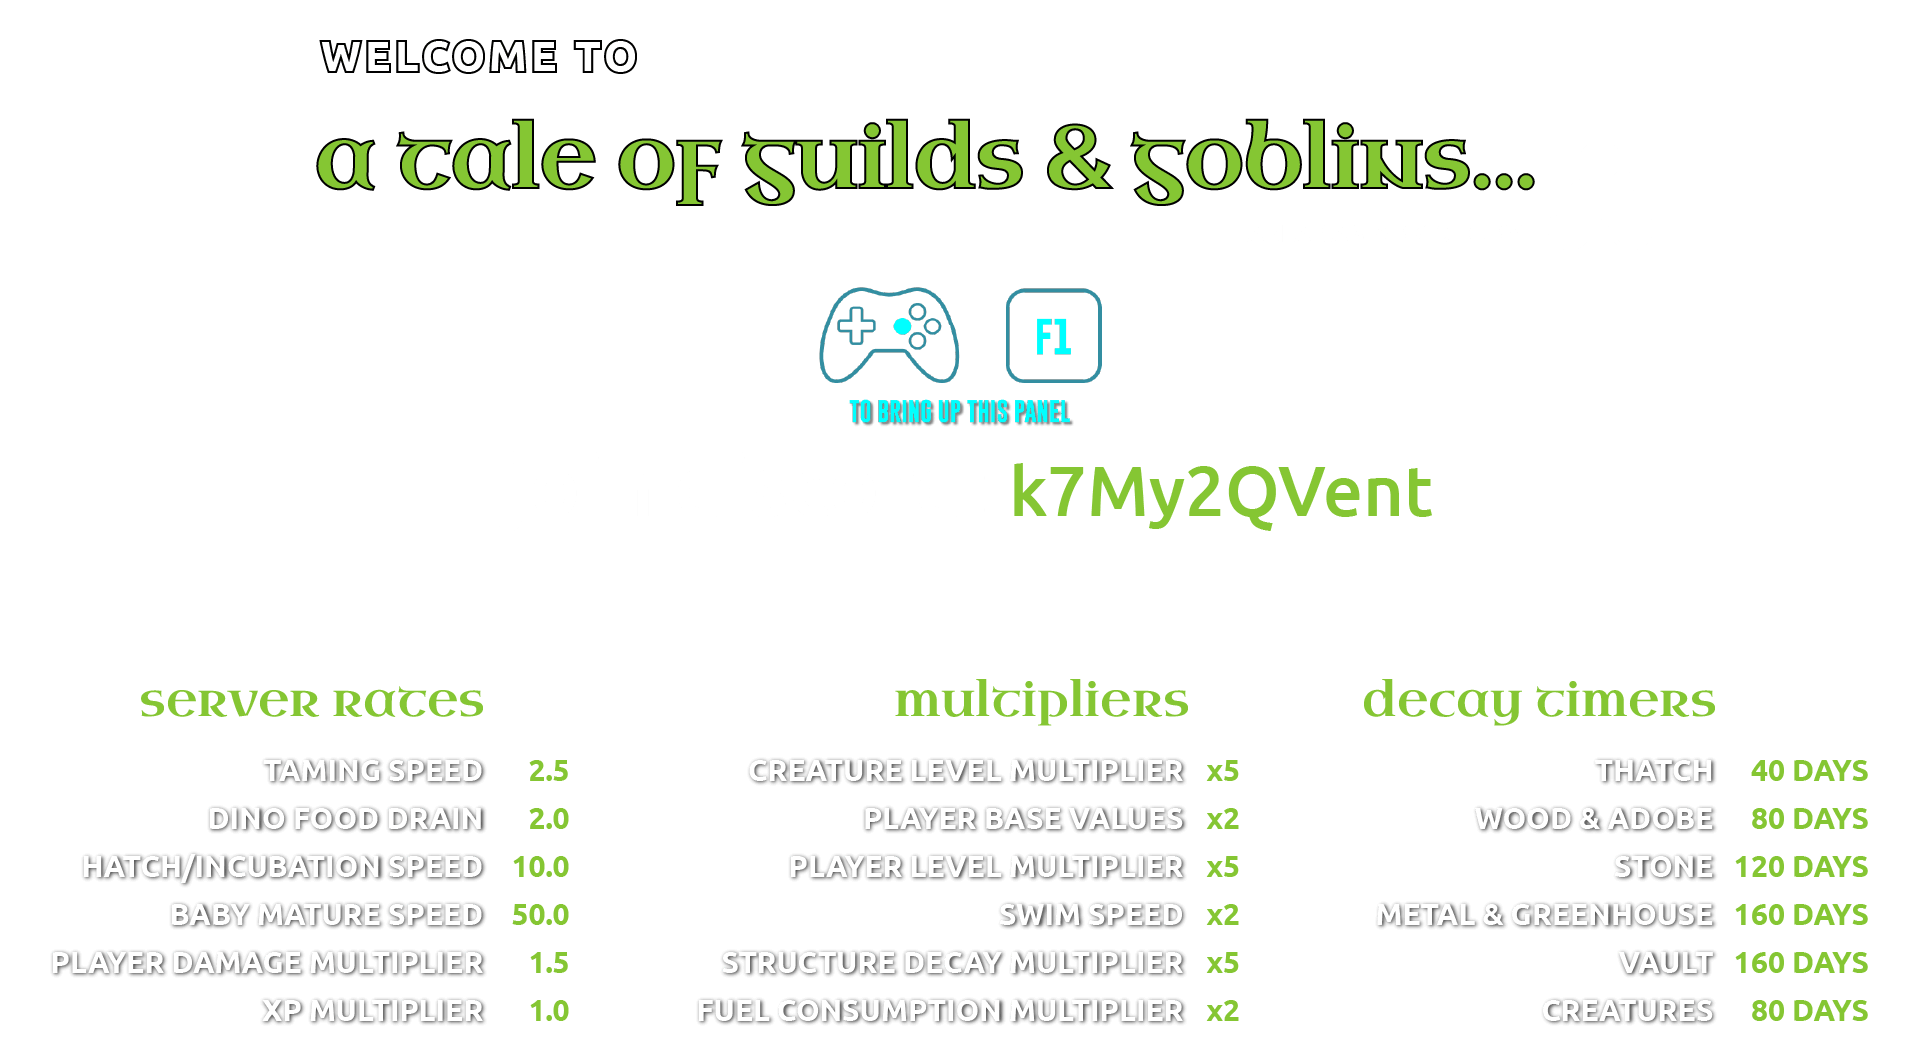 WELCOME TO
a tale of guilds & goblins...
F1
TO BRING UP THIS PANEL
k7My2QVent
server rates
TAMING SPEED 2.5
DINO FOOD DRAIN 2.0
HATCH/INCUBATION SPEED 10.0
BABY MATURE SPEED 50.0
PLAYER DAMAGE MULTIPLIER 1.5
XP MULTIPLIER 1.0
multipliers
CREATURE LEVEL MULTIPLIER x5
PLAYER BASE VALUES x2
PLAYER LEVEL MULTIPLIER x5
SWIM SPEED x2
STRUCTURE DECAY MULTIPLIER x5
FUEL CONSUMPTION MULTIPLIER x2
decay timers
THATCH 40 DAYS
WOOD & ADOBE 80 DAYS
STONE 120 DAYS
METAL & GREENHOUSE 160 DAYS
VAULT 160 DAYS
CREATURES 80 DAYS